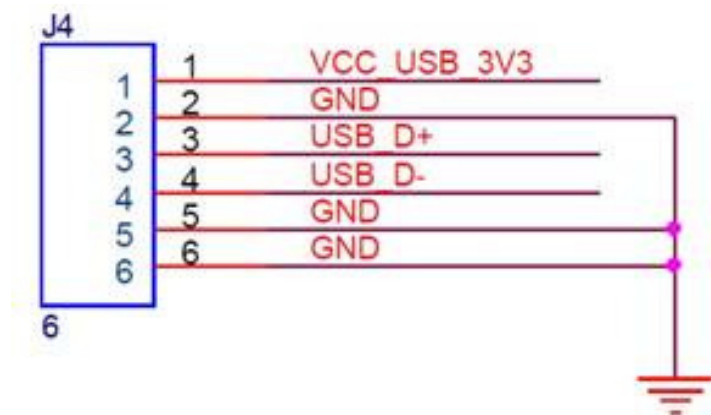 J4
1 1 VCC_USB_3V3
2 2 GND
3 3 USB_D+
4 4 USB_D-
5 5 GND
6 6 GND
6